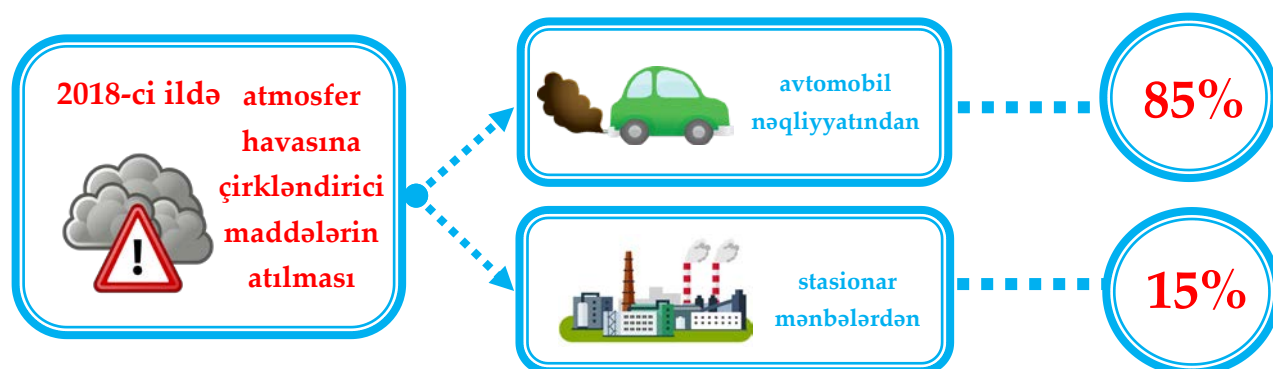 2018-ci ildə atmosfer
havasına
çirkləndirici
maddələrin
atılması
avtomobil
nəqliyyatından
85%
stasionar
mənbələrdən
15%